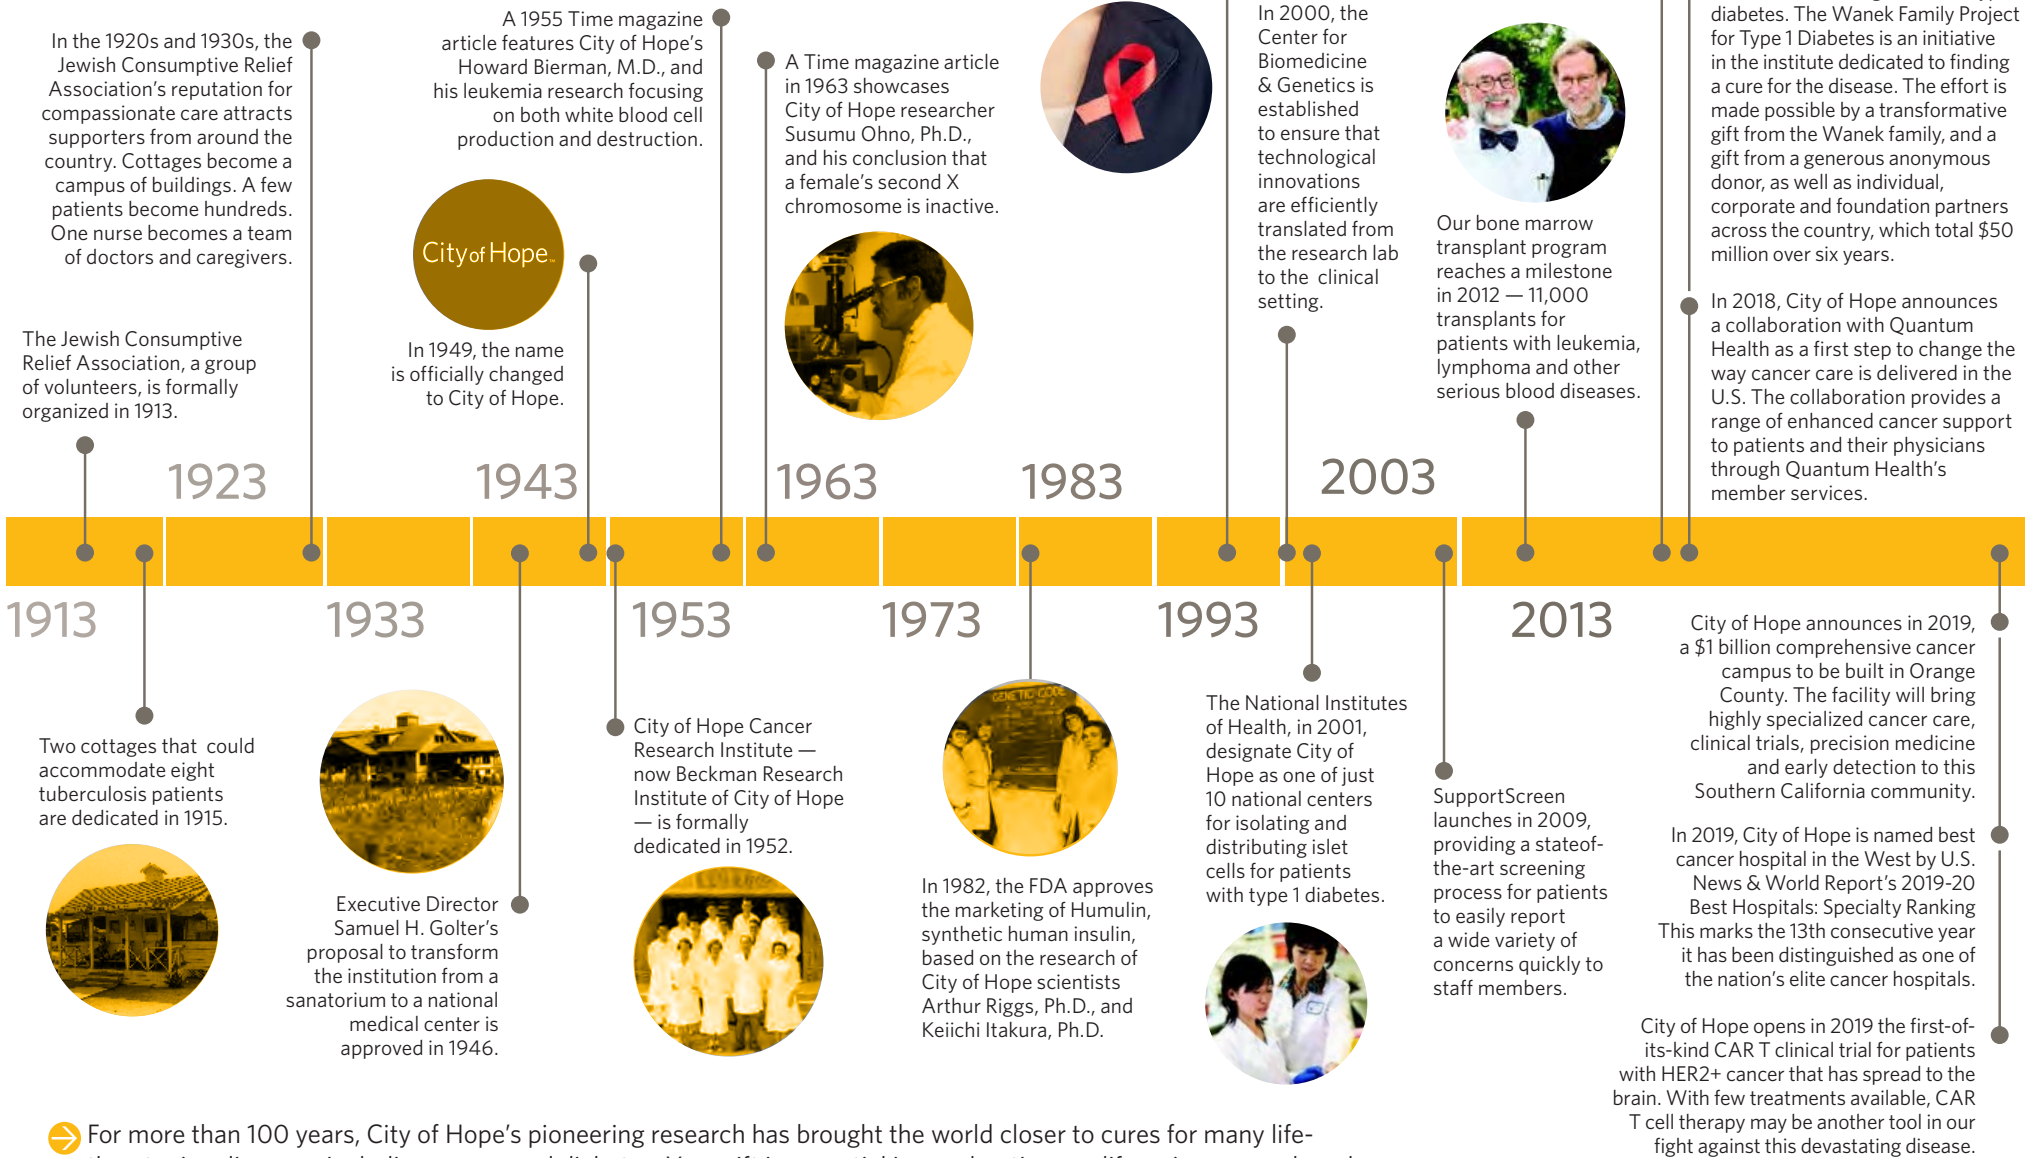 In the 1920s and 1930s, the
Jewish Consumptive Relief
Association's reputation for
compassionate care attracts
supporters from around the
country. Cottages become a
campus of buildings. A few
patients become hundreds.
One nurse becomes a team
of doctors and caregivers.
The Jewish Consumptive
Relief Association, a group
of volunteers, is formally
organized in 1913.
A 1955 Time magazine
article features City of Hope's
Howard Bierman, M.D., and
his leukemia research focusing
on both white blood cell
production and destruction.
City of Hope™
In 1949, the name
is officially changed
to City of Hope.
A Time magazine article
in 1963 showcases
City of Hope researcher
Susumu Ohno, Ph.D.,
and his conclusion that
a female's second X
chromosome is inactive.
In 2000, the
Center for
Biomedicine
& Genetics is
established
to ensure that
technological
innovations
are efficiently
translated from
the research lab
to the clinical
setting.
Our bone marrow
transplant program
reaches a milestone
in 2012 — 11,000
transplants for
patients with leukemia,
lymphoma and other
serious blood diseases.
diabetes. The Wanek Family Project
for Type 1 Diabetes is an initiative
in the institute dedicated to finding
a cure for the disease. The effort is
made possible by a transformative
gift from the Wanek family, and a
gift from a generous anonymous
donor, as well as individual,
corporate and foundation partners
across the country, which total $50
million over six years.
In 2018, City of Hope announces
a collaboration with Quantum
Health as a first step to change the
way cancer care is delivered in the
U.S. The collaboration provides a
range of enhanced cancer support
to patients and their physicians
through Quantum Health's
member services.
1923
1943
1963
1983
2003
1913
1933
1953
1973
1993
2013
Two cottages that could
accommodate eight
tuberculosis patients
are dedicated in 1915.
Executive Director
Samuel H. Golter's
proposal to transform
the institution from a
sanatorium to a national
medical center is
approved in 1946.
City of Hope Cancer
Research Institute —
now Beckman Research
Institute of City of Hope
— is formally
dedicated in 1952.
GENETIC CODE
In 1982, the FDA approves
the marketing of Humulin,
synthetic human insulin,
based on the research of
City of Hope scientists
Arthur Riggs, Ph.D., and
Keiichi Itakura, Ph.D.
The National Institutes
of Health, in 2001,
designate City of
Hope as one of just
10 national centers
for isolating and
distributing islet
cells for patients
with type 1 diabetes.
SupportScreen
launches in 2009,
providing a stateof-
the-art screening
process for patients
to easily report
a wide variety of
concerns quickly to
staff members.
City of Hope announces in 2019,
a $1 billion comprehensive cancer
campus to be built in Orange
County. The facility will bring
highly specialized cancer care,
clinical trials, precision medicine
and early detection to this
Southern California community.
In 2019, City of Hope is named best
cancer hospital in the West by U.S.
News & World Report's 2019-20
Best Hospitals: Specialty Ranking
This marks the 13th consecutive year
it has been distinguished as one of
the nation's elite cancer hospitals.
City of Hope opens in 2019 the first-of-
its-kind CAR T clinical trial for patients
with HER2+ cancer that has spread to the
brain. With few treatments available, CAR
T cell therapy may be another tool in our
fight against this devastating disease.
For more than 100 years, City of Hope's pioneering research has brought the world closer to cures for many life-